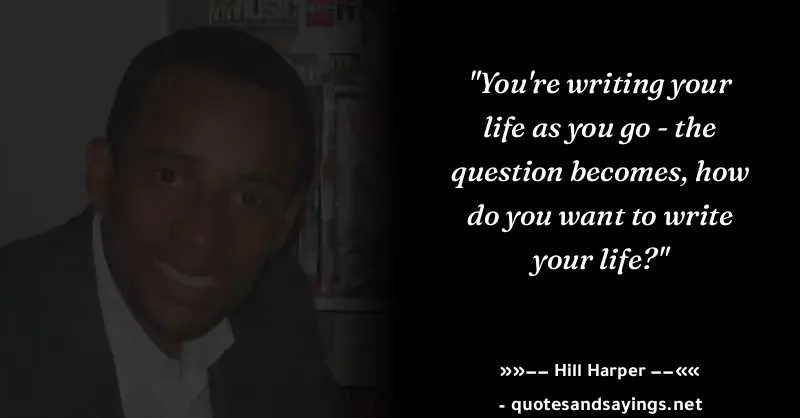 MUSIC
"You're writing your
life as you go - the
question becomes, how
do you want to write
your life?"
»»−− Hill Harper −−««
- quotesandsayings.net